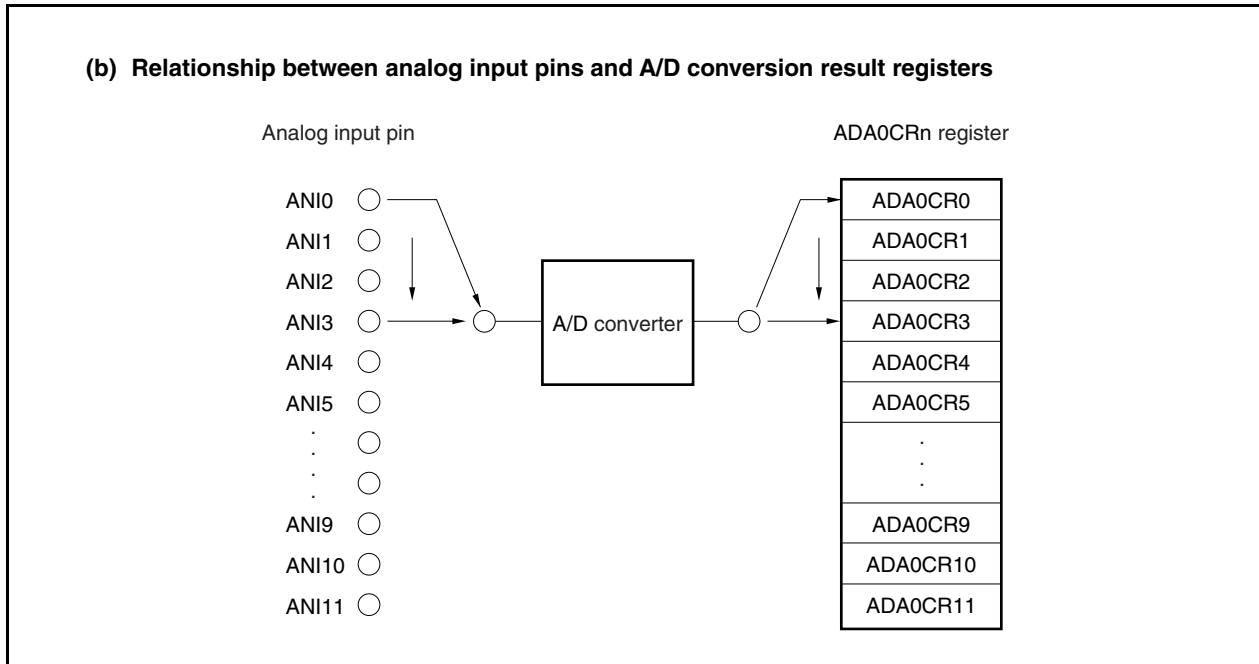 (b) Relationship between analog input pins and A/D conversion result registers
Analog input pin
ADA0CRn register
ANI0
ANI1
ANI2
ANI3
ANI4
ANI5
.
.
.
.
ANI9
ANI10
ANI11
A/D converter
ADA0CR0
ADA0CR1
ADA0CR2
ADA0CR3
ADA0CR4
ADA0CR5
.
.
.
ADA0CR9
ADA0CR10
ADA0CR11